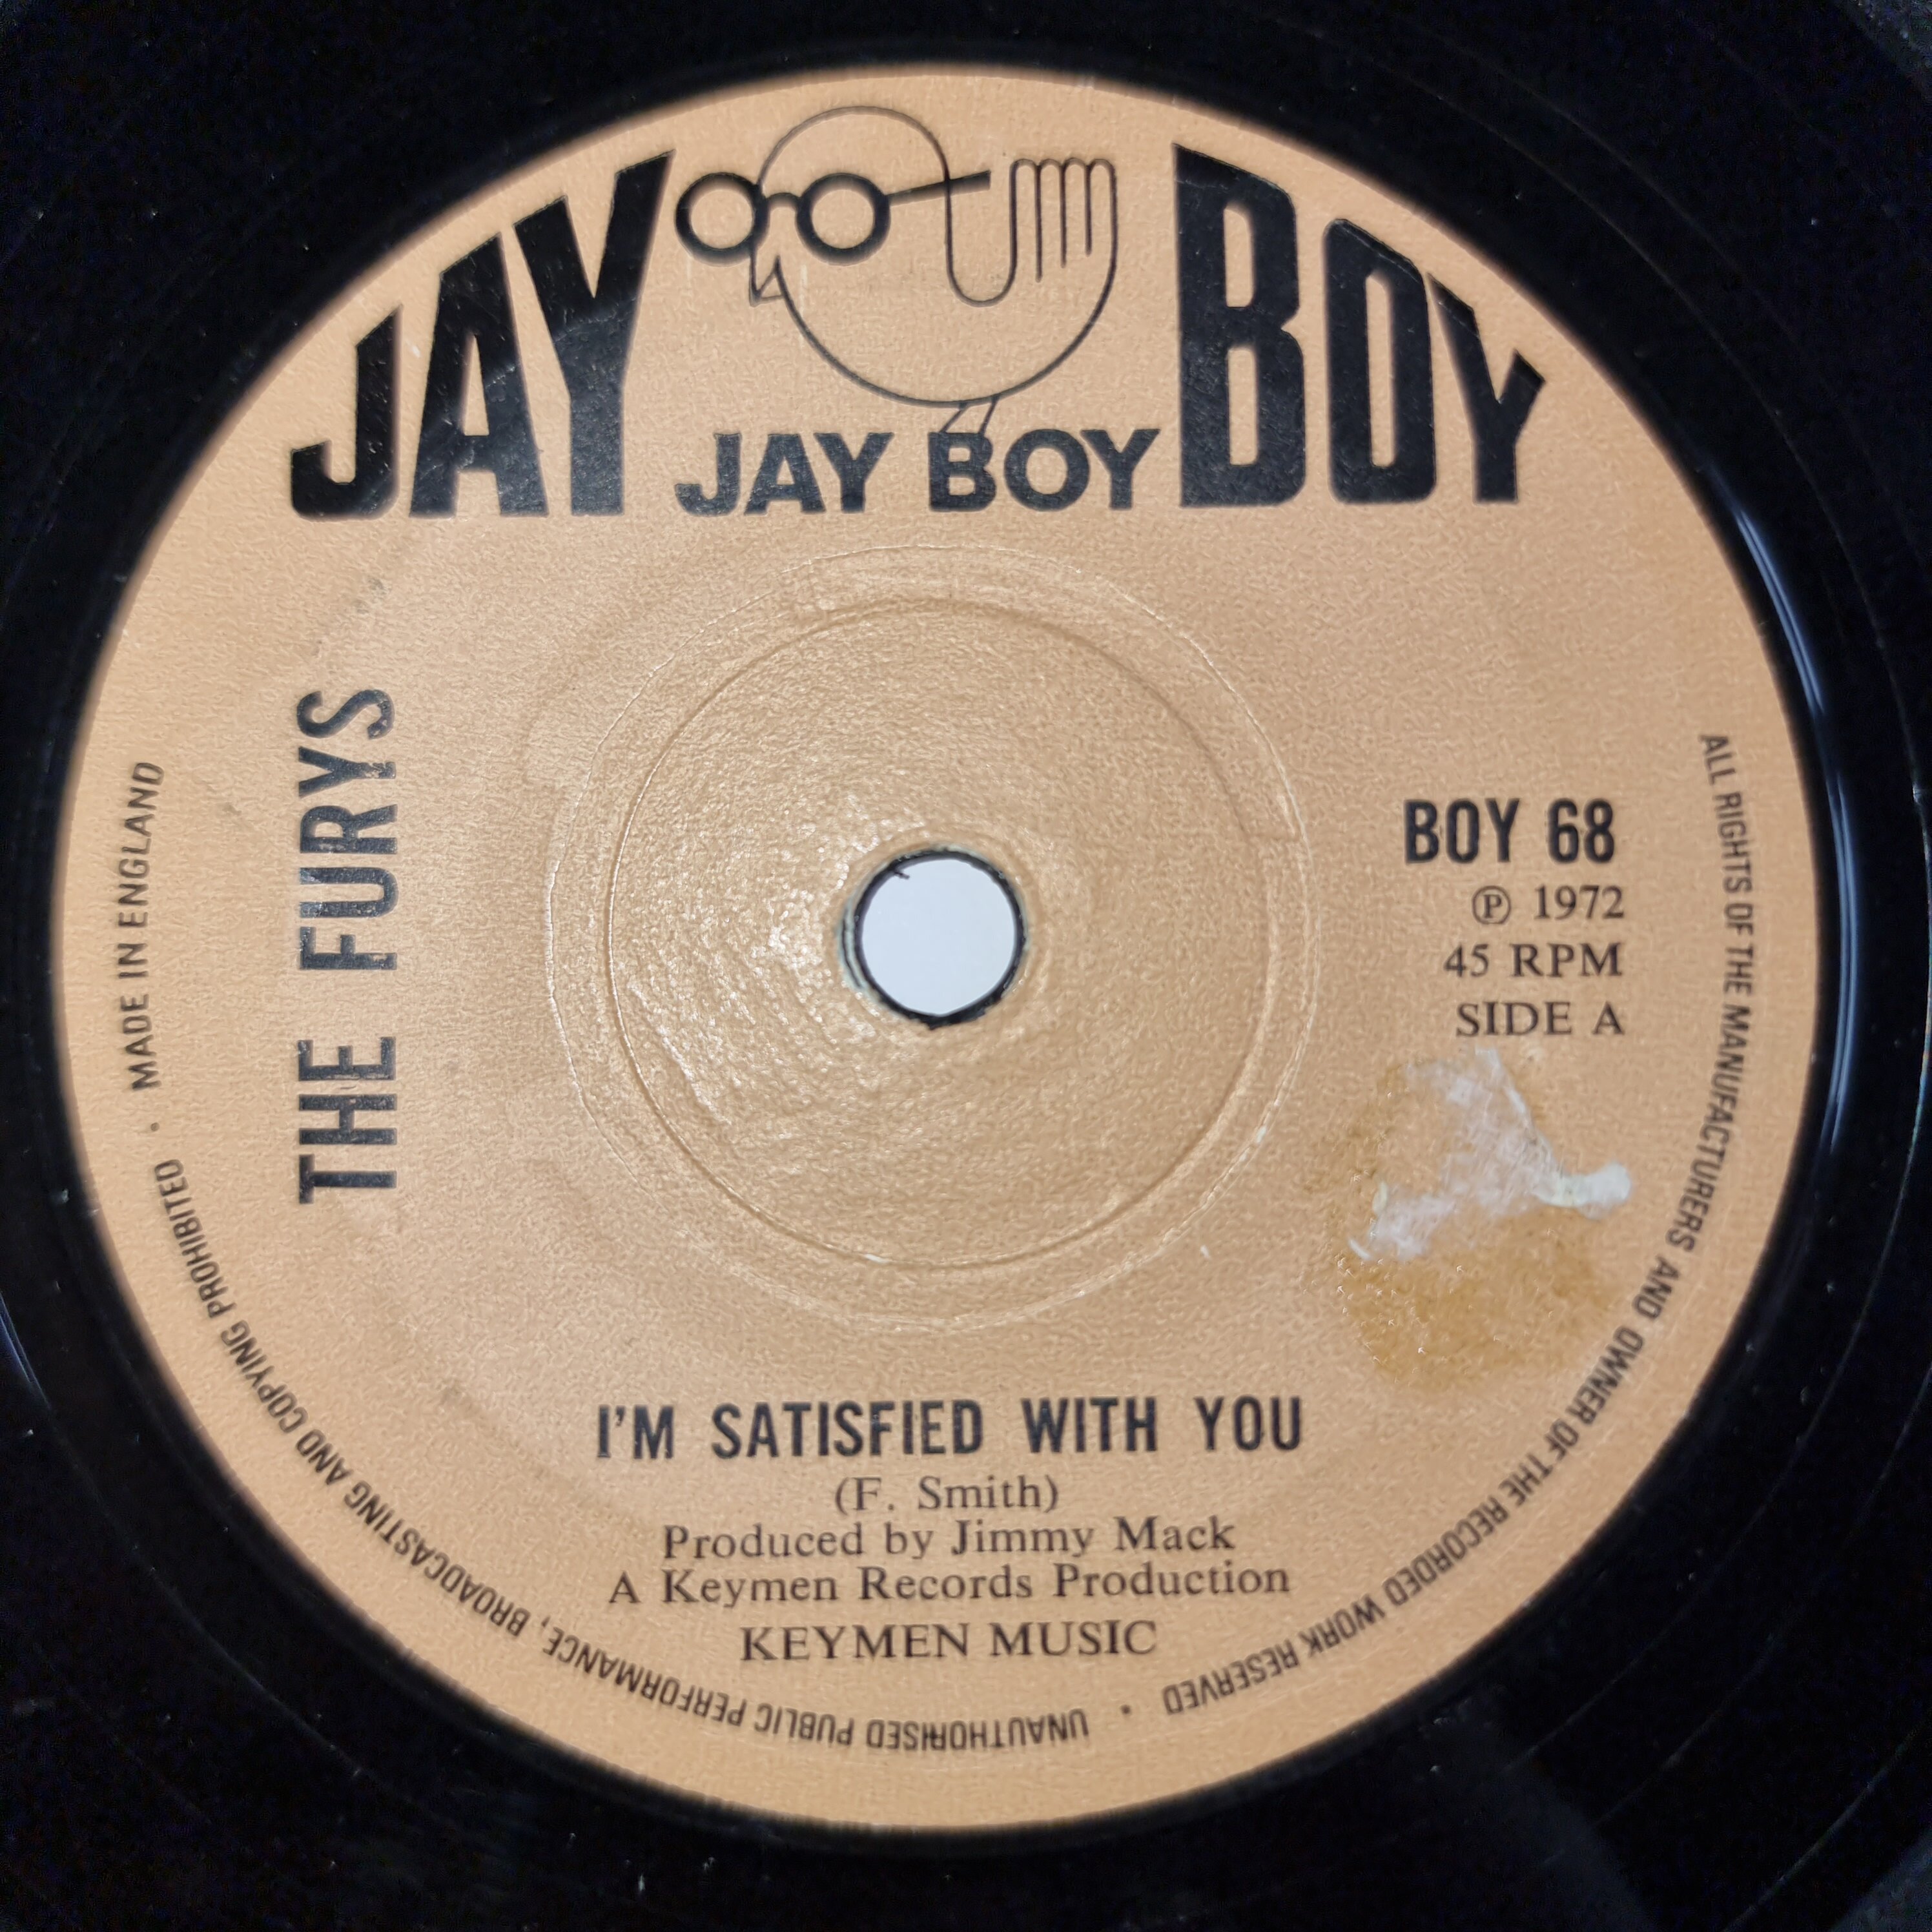 JAY BOY
JAY BOY
THE FURYS
BOY 68
℗ 1972
45 RPM
SIDE A
I'M SATISFIED WITH YOU
(F. Smith)
Produced by Jimmy Mack
A Keymen Records Production
KEYMEN MUSIC
ALL RIGHTS OF THE MANUFACTURERS AND OWNER OF THE RECORDED WORK RESERVED • UNAUTHORISED PUBLIC PERFORMANCE, BROADCASTING AND COPYING PROHIBITED • MADE IN ENGLAND